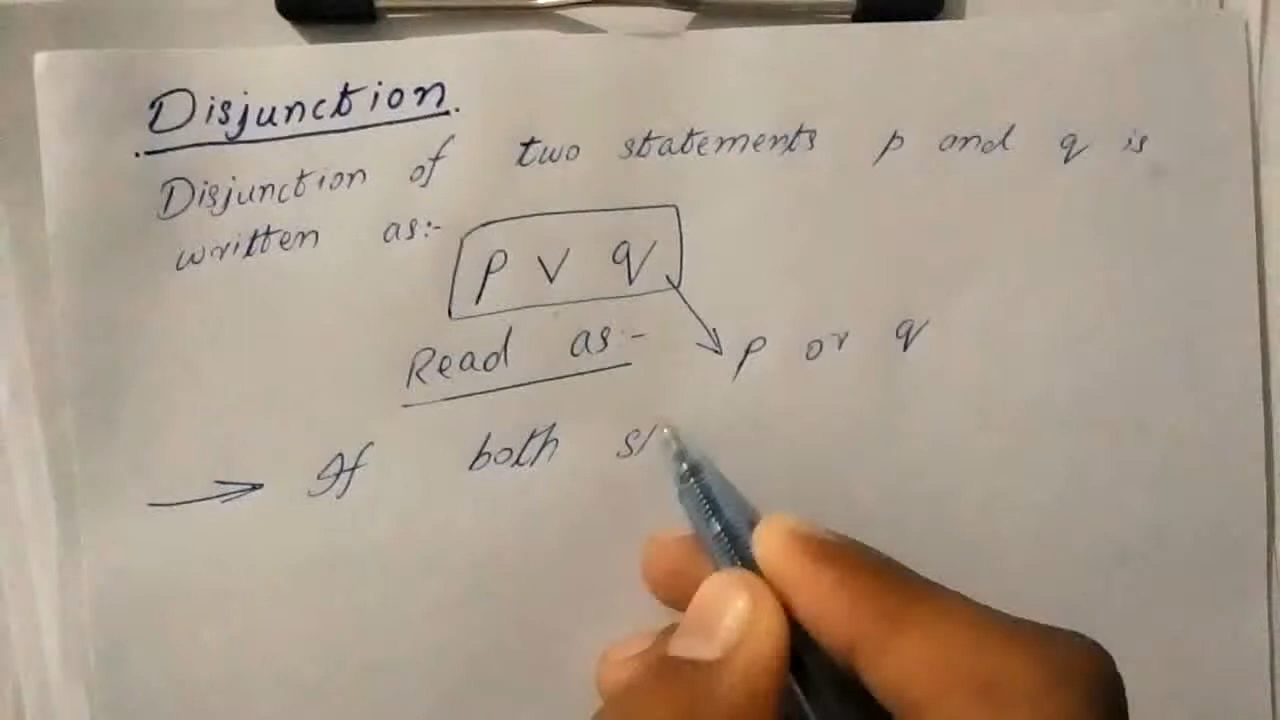 Disjunction.
Disjunction of two statements p and q is
written as:-
p ∨ q
Read as:- p or q
If both